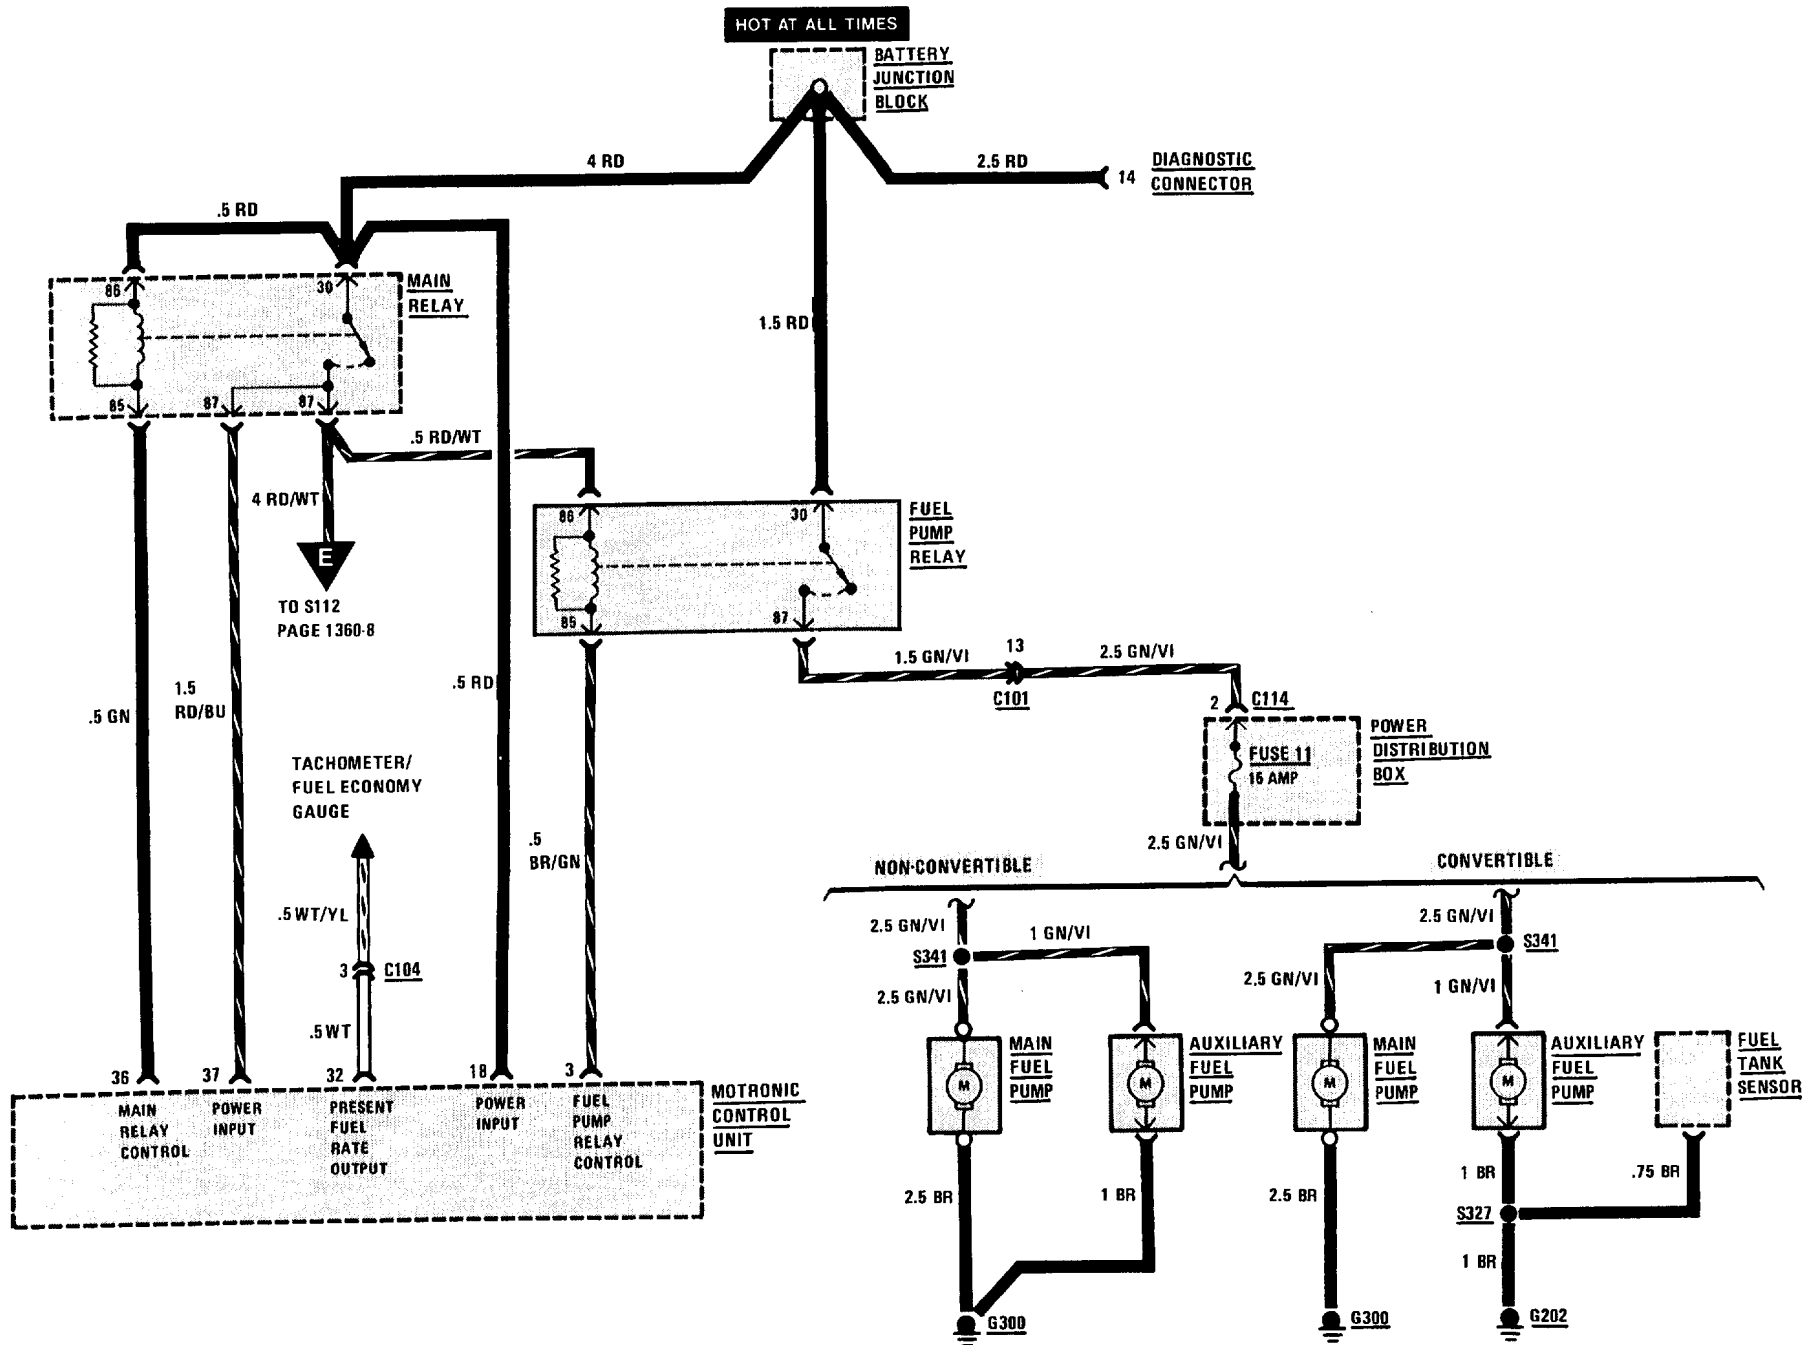 HOT AT ALL TIMES
BATTERY
JUNCTION
BLOCK
4 RD
2.5 RD
14
DIAGNOSTIC
CONNECTOR
.5 RD
86
30
MAIN
RELAY
1.5 RD
85
87
87
.5 RD/WT
4 RD/WT
E
TO S112
PAGE 1360-8
86
30
FUEL
PUMP
RELAY
85
87
.5 GN
1.5
RD/BU
.5 RD
1.5 GN/VI
13
C101
2.5 GN/VI
2
C114
POWER
DISTRIBUTION
BOX
FUSE 11
16 AMP
TACHOMETER/
FUEL ECONOMY
GAUGE
.5
BR/GN
2.5 GN/VI
NON-CONVERTIBLE
CONVERTIBLE
.5 WT/YL
3
C104
.5 WT
2.5 GN/VI
1 GN/VI
S341
2.5 GN/VI
2.5 GN/VI
S341
2.5 GN/VI
1 GN/VI
MAIN
FUEL
PUMP
M
AUXILIARY
FUEL
PUMP
M
MAIN
FUEL
PUMP
M
AUXILIARY
FUEL
PUMP
M
FUEL
TANK
SENSOR
36
37
32
18
3
MAIN
RELAY
CONTROL
POWER
INPUT
PRESENT
FUEL
RATE
OUTPUT
POWER
INPUT
FUEL
PUMP
RELAY
CONTROL
MOTRONIC
CONTROL
UNIT
2.5 BR
1 BR
2.5 BR
1 BR
.75 BR
S327
1 BR
G300
G300
G202